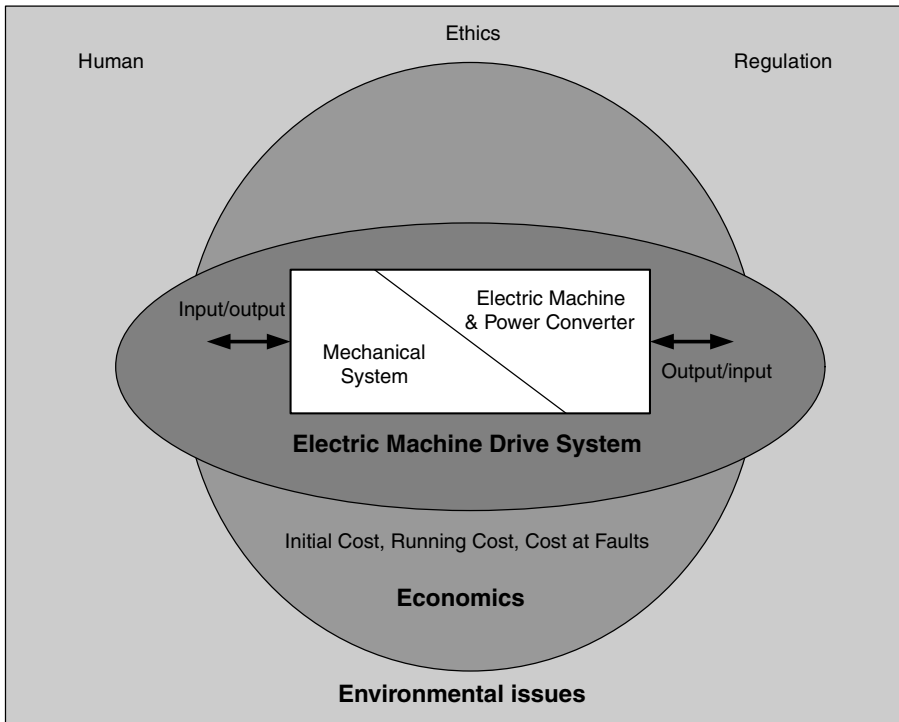 Ethics
Human
Regulation
Electric Machine
& Power Converter
Input/output
Mechanical
System
Output/input
Electric Machine Drive System
Initial Cost, Running Cost, Cost at Faults
Economics
Environmental issues